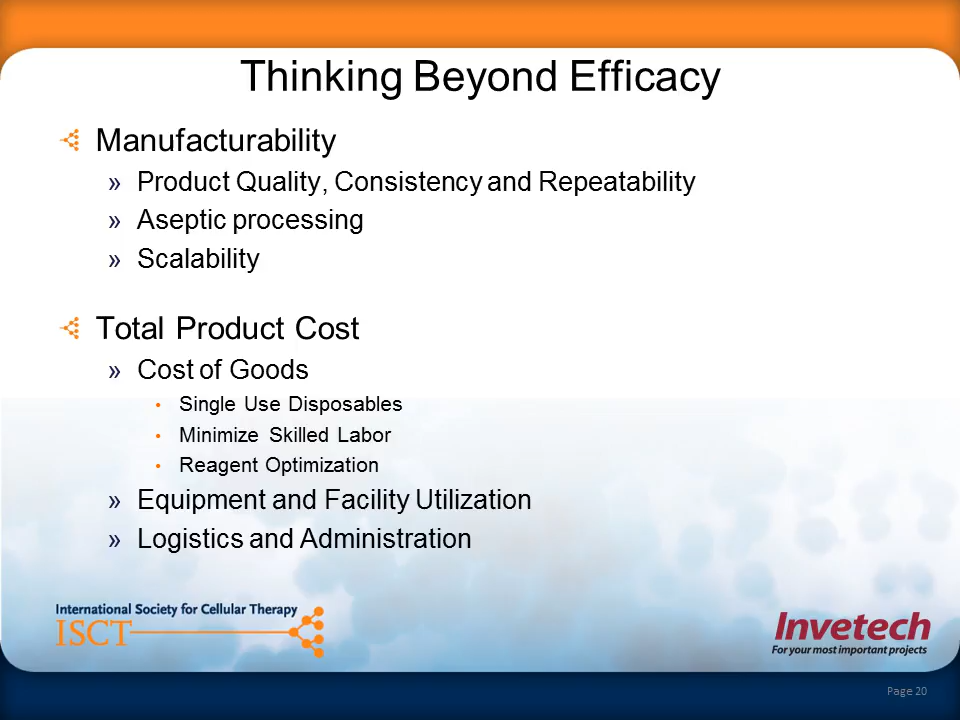 Thinking Beyond Efficacy
Manufacturability
» Product Quality, Consistency and Repeatability
» Aseptic processing
» Scalability
Total Product Cost
» Cost of Goods
• Single Use Disposables
• Minimize Skilled Labor
• Reagent Optimization
» Equipment and Facility Utilization
» Logistics and Administration
International Society for Cellular Therapy
ISCT
Invetech
For your most important projects
Page 20